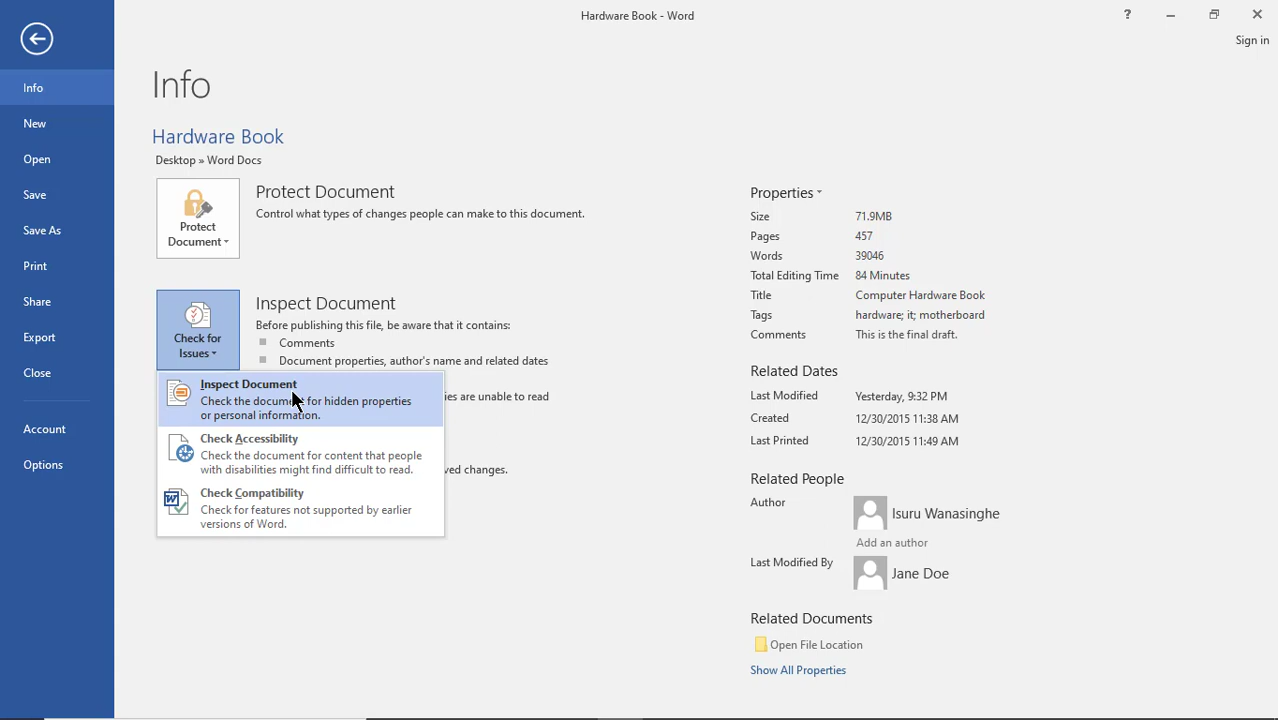 Hardware Book - Word
?
Sign in
Info
New
Open
Save
Save As
Print
Share
Export
Close
Account
Options
Info
Hardware Book
Desktop » Word Docs
Protect Document
Protect Document
Control what types of changes people can make to this document.
Check for Issues
Inspect Document
Before publishing this file, be aware that it contains:
Comments
Document properties, author's name and related dates
ies are unable to read
ved changes.
Inspect Document
Check the document for hidden properties
or personal information.
Check Accessibility
Check the document for content that people
with disabilities might find difficult to read.
Check Compatibility
Check for features not supported by earlier
versions of Word.
Properties
Size 71.9MB
Pages 457
Words 39046
Total Editing Time 84 Minutes
Title Computer Hardware Book
Tags hardware; it; motherboard
Comments This is the final draft.
Related Dates
Last Modified Yesterday, 9:32 PM
Created 12/30/2015 11:38 AM
Last Printed 12/30/2015 11:49 AM
Related People
Author Isuru Wanasinghe
Add an author
Last Modified By Jane Doe
Related Documents
Open File Location
Show All Properties